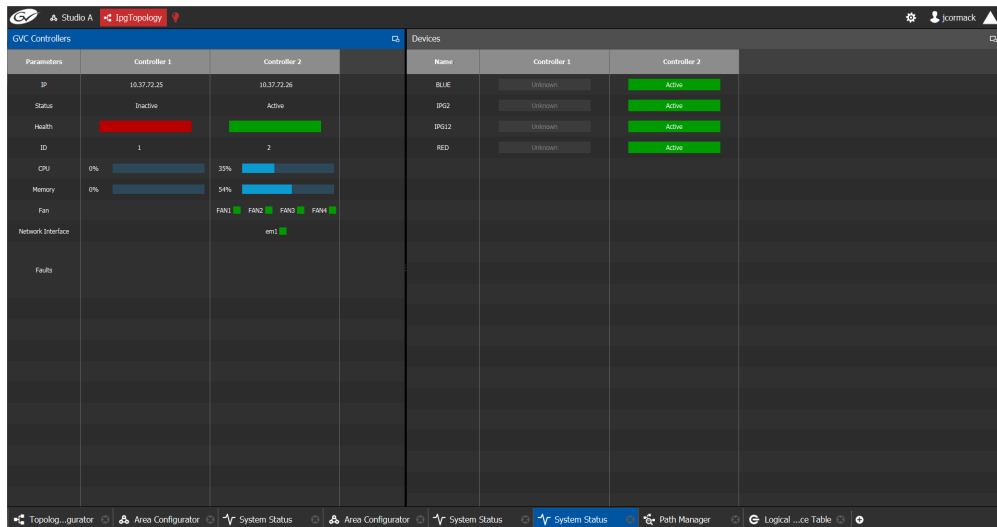 GV Studio A IpgTopology jcormack
GVC Controllers
Parameters Controller 1 Controller 2
IP 10.37.72.25 10.37.72.26
Status Inactive Active
Health
ID 1 2
CPU 0% 35%
Memory 0% 54%
Fan FAN1 FAN2 FAN3 FAN4
Network Interface em1
Faults
Devices
Name Controller 1 Controller 2
BLUE Unknown Active
IPG2 Unknown Active
IPG12 Unknown Active
RED Unknown Active
Topolog...gurator Area Configurator System Status Area Configurator System Status System Status Path Manager Logical ...ce Table